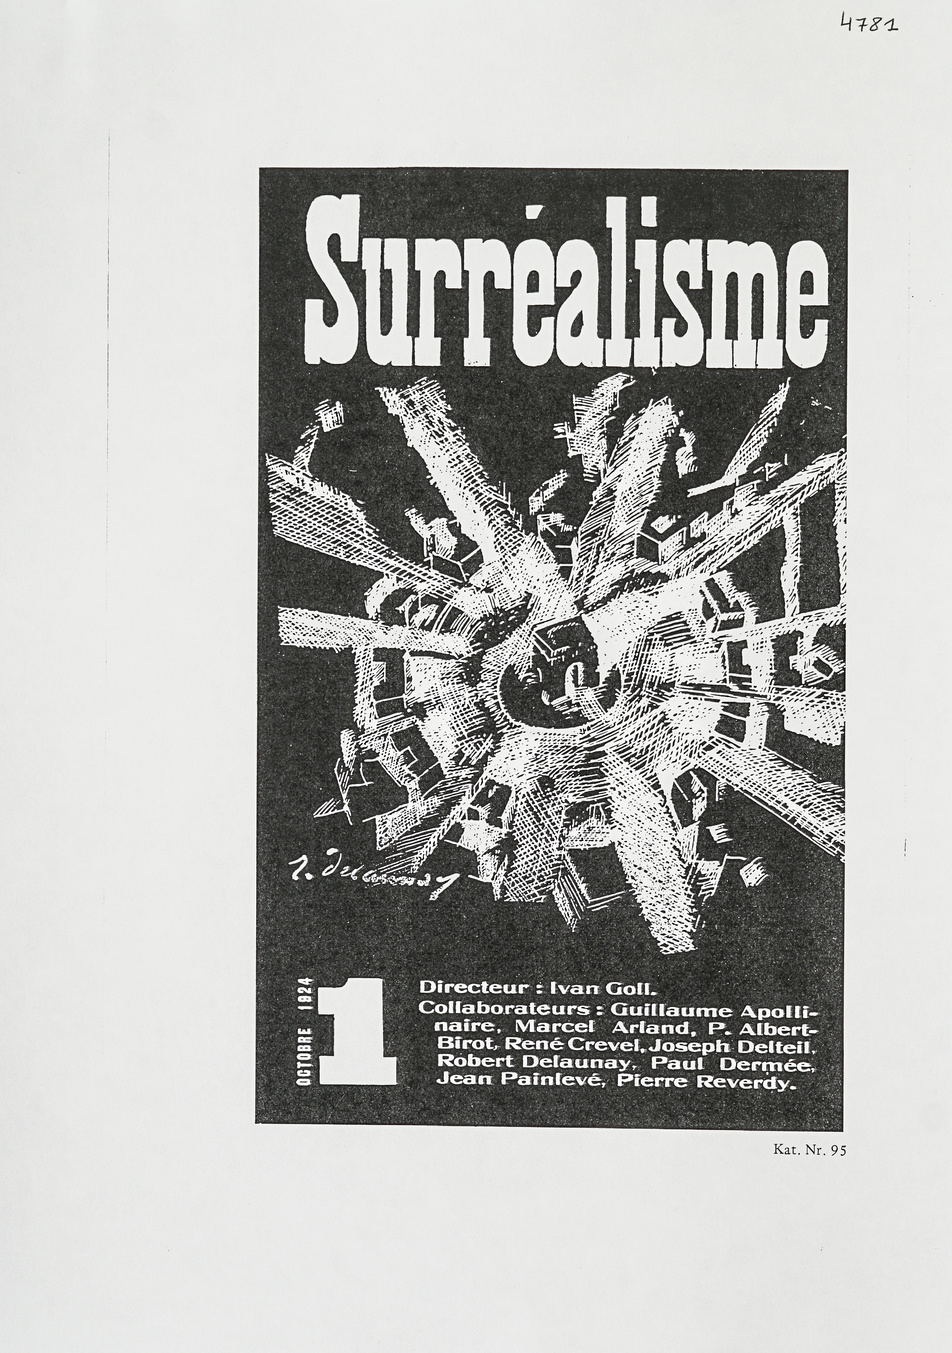 4781
Surréalisme
r. delaunay
OCTOBRE 1924
1
Directeur : Ivan Goll.
Collaborateurs : Guillaume Apolli-
naire, Marcel Arland, P. Albert-
Birot, René Crevel, Joseph Delteil,
Robert Delaunay, Paul Dermée,
Jean Painlevé, Pierre Reverdy.
Kat. Nr. 95